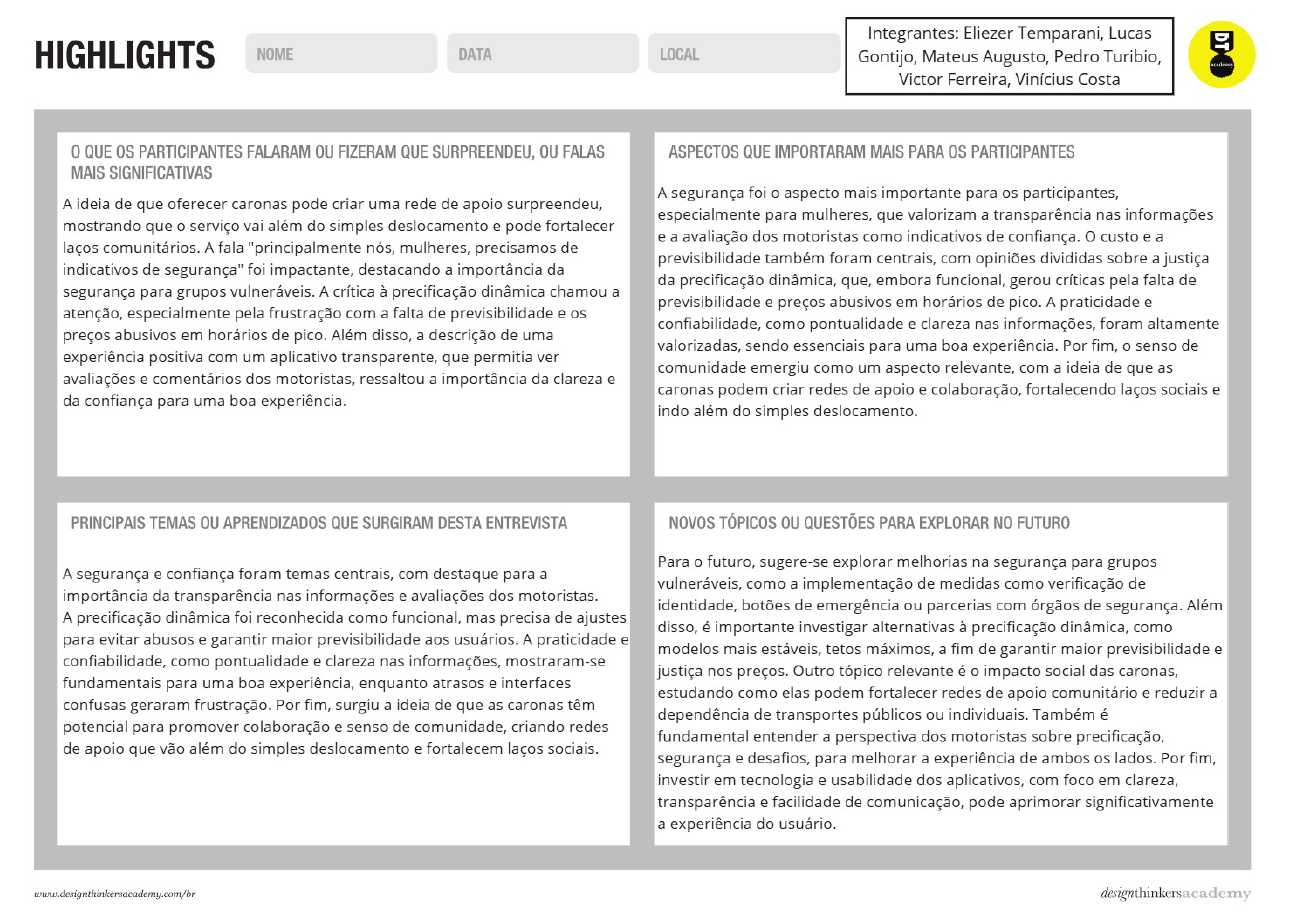 HIGHLIGHTS
NOME
DATA
LOCAL
Integrantes: Eliezer Temparani, Lucas
Gontijo, Mateus Augusto, Pedro Turibio,
Victor Ferreira, Vinícius Costa
DT
academy
O QUE OS PARTICIPANTES FALARAM OU FIZERAM QUE SURPREENDEU, OU FALAS
MAIS SIGNIFICATIVAS
A ideia de que oferecer caronas pode criar uma rede de apoio surpreendeu,
mostrando que o serviço vai além do simples deslocamento e pode fortalecer
laços comunitários. A fala "principalmente nós, mulheres, precisamos de
indicativos de segurança" foi impactante, destacando a importância da
segurança para grupos vulneráveis. A crítica à precificação dinâmica chamou a
atenção, especialmente pela frustração com a falta de previsibilidade e os
preços abusivos em horários de pico. Além disso, a descrição de uma
experiência positiva com um aplicativo transparente, que permitia ver
avaliações e comentários dos motoristas, ressaltou a importância da clareza e
da confiança para uma boa experiência.
ASPECTOS QUE IMPORTARAM MAIS PARA OS PARTICIPANTES
A segurança foi o aspecto mais importante para os participantes,
especialmente para mulheres, que valorizam a transparência nas informações
e a avaliação dos motoristas como indicativos de confiança. O custo e a
previsibilidade também foram centrais, com opiniões divididas sobre a justiça
da precificação dinâmica, que, embora funcional, gerou críticas pela falta de
previsibilidade e preços abusivos em horários de pico. A praticidade e
confiabilidade, como pontualidade e clareza nas informações, foram altamente
valorizadas, sendo essenciais para uma boa experiência. Por fim, o senso de
comunidade emergiu como um aspecto relevante, com a ideia de que as
caronas podem criar redes de apoio e colaboração, fortalecendo laços sociais e
indo além do simples deslocamento.
PRINCIPAIS TEMAS OU APRENDIZADOS QUE SURGIRAM DESTA ENTREVISTA
A segurança e confiança foram temas centrais, com destaque para a
importância da transparência nas informações e avaliações dos motoristas.
A precificação dinâmica foi reconhecida como funcional, mas precisa de ajustes
para evitar abusos e garantir maior previsibilidade aos usuários. A praticidade e
confiabilidade, como pontualidade e clareza nas informações, mostraram-se
fundamentais para uma boa experiência, enquanto atrasos e interfaces
confusas geraram frustração. Por fim, surgiu a ideia de que as caronas têm
potencial para promover colaboração e senso de comunidade, criando redes
de apoio que vão além do simples deslocamento e fortalecem laços sociais.
NOVOS TÓPICOS OU QUESTÕES PARA EXPLORAR NO FUTURO
Para o futuro, sugere-se explorar melhorias na segurança para grupos
vulneráveis, como a implementação de medidas como verificação de
identidade, botões de emergência ou parcerias com órgãos de segurança. Além
disso, é importante investigar alternativas à precificação dinâmica, como
modelos mais estáveis, tetos máximos, a fim de garantir maior previsibilidade e
justiça nos preços. Outro tópico relevante é o impacto social das caronas,
estudando como elas podem fortalecer redes de apoio comunitário e reduzir a
dependência de transportes públicos ou individuais. Também é
fundamental entender a perspectiva dos motoristas sobre precificação,
segurança e desafios, para melhorar a experiência de ambos os lados. Por fim,
investir em tecnologia e usabilidade dos aplicativos, com foco em clareza,
transparência e facilidade de comunicação, pode aprimorar significativamente
a experiência do usuário.
www.designthinkersacademy.com/br
designthinkersacademy